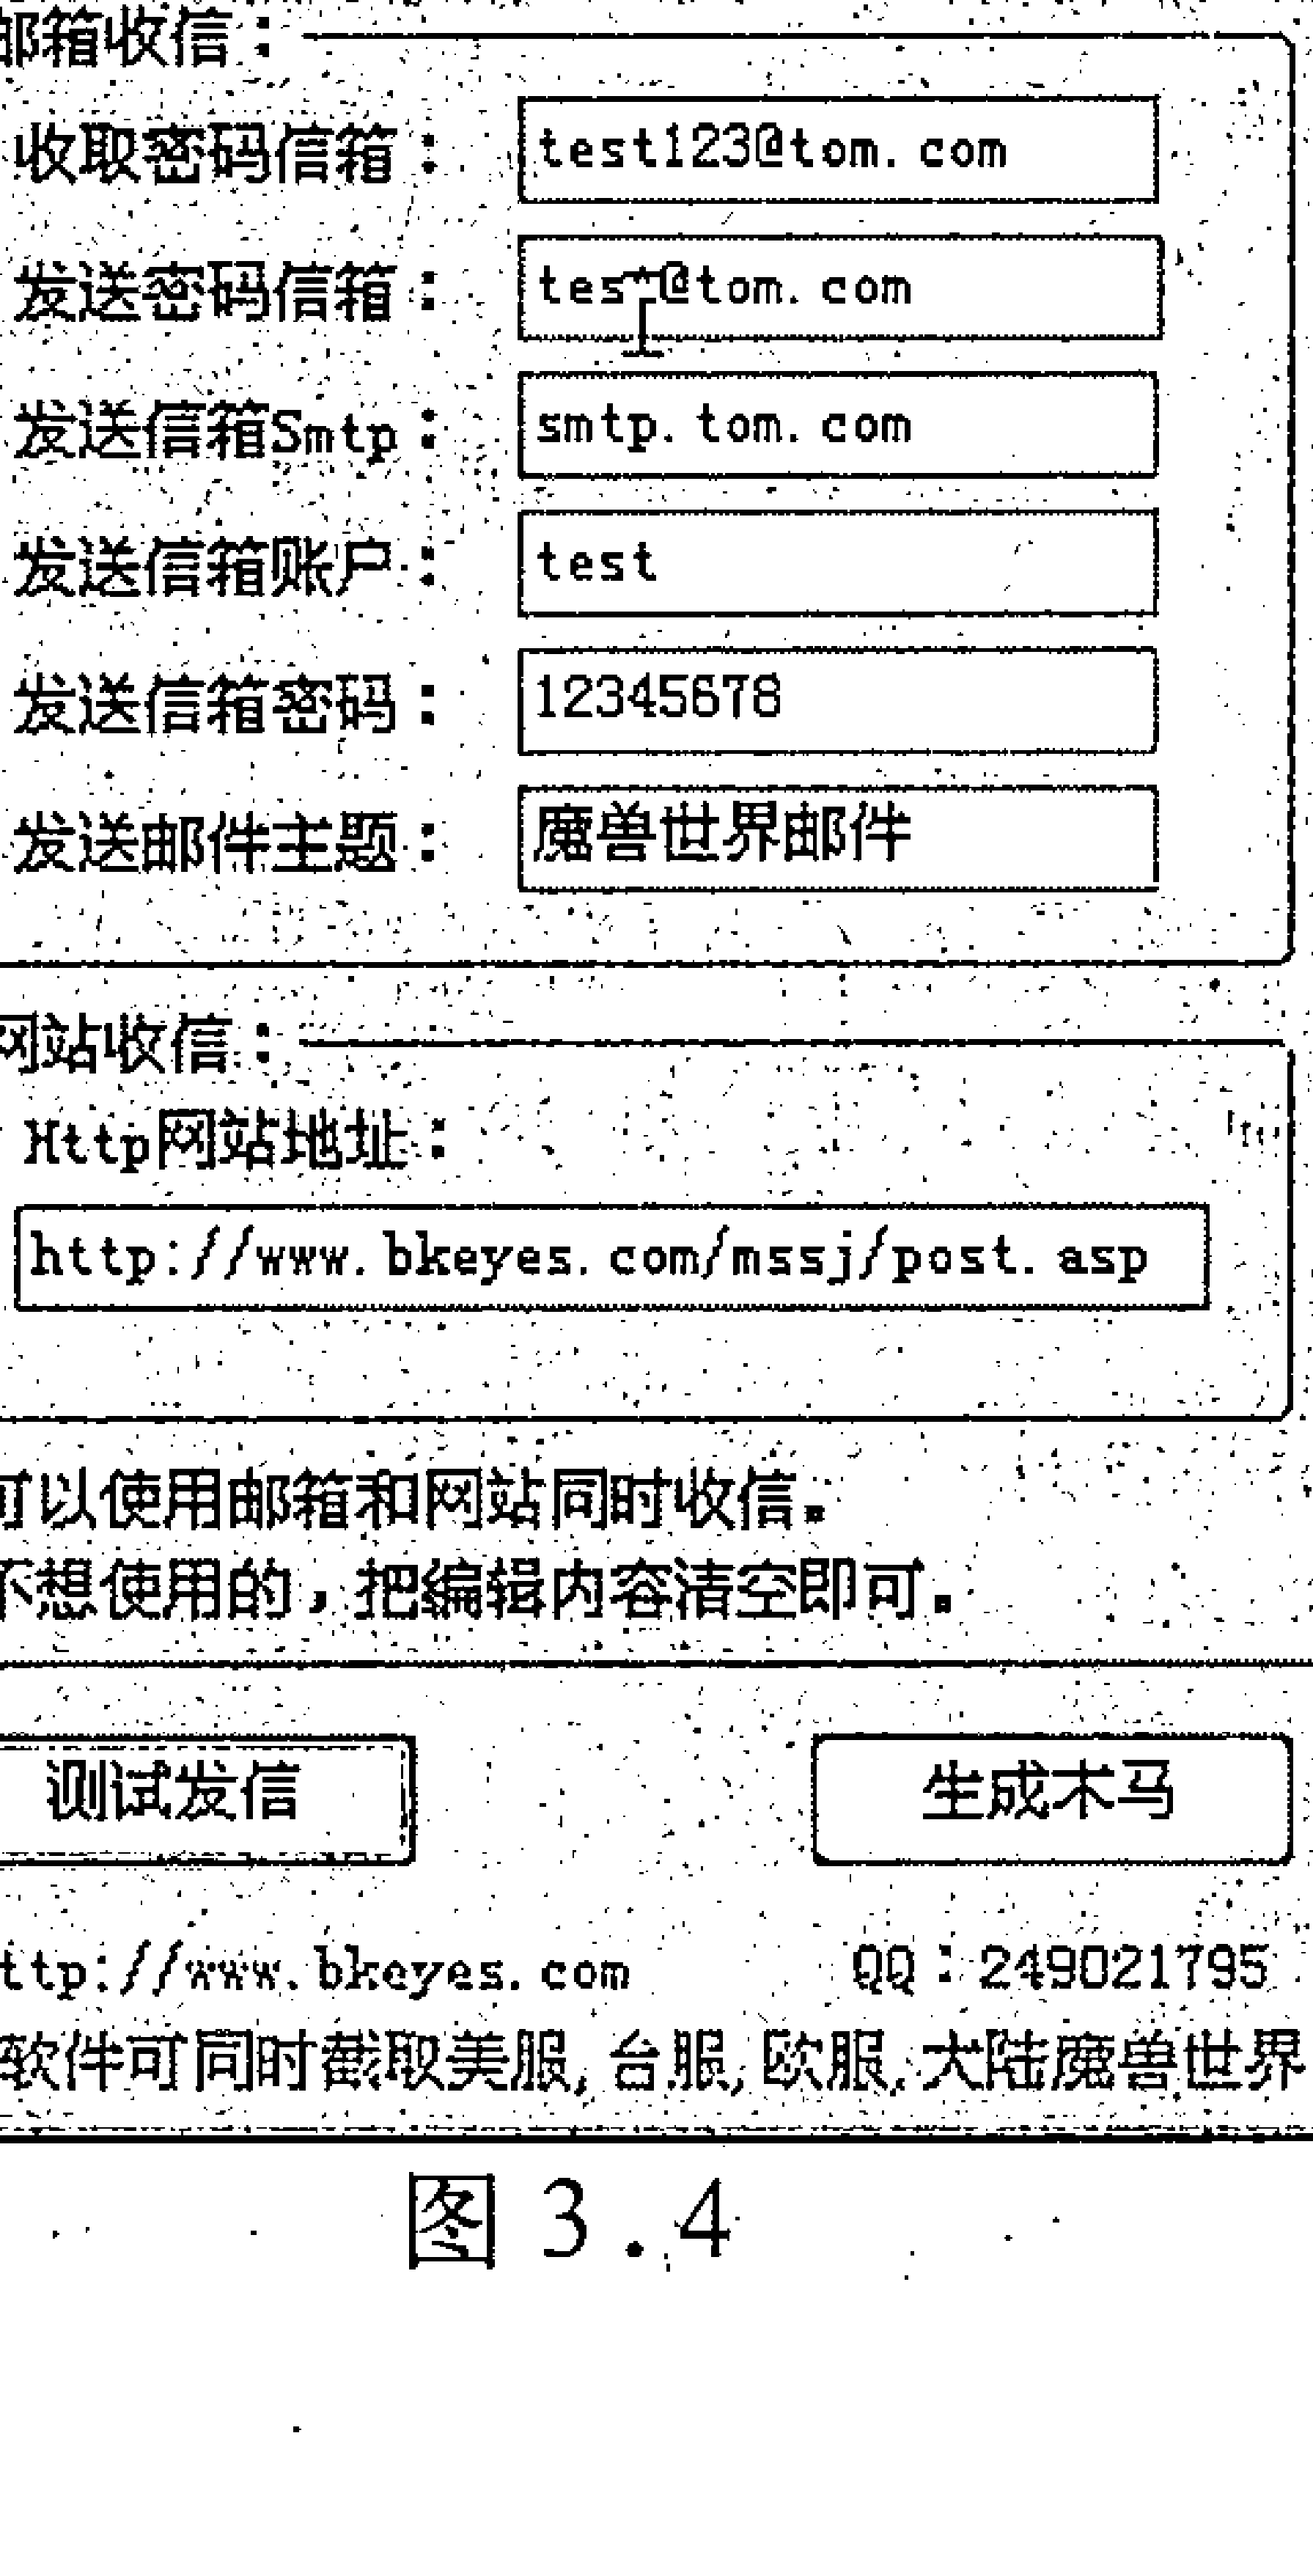 邮箱收信：
收取密码信箱： test123@tom.com
发送密码信箱： test@tom.com
发送信箱Smtp： smtp.tom.com
发送信箱账户： test
发送信箱密码： 12345678
发送邮件主题： 魔兽世界邮件
网站收信：
Http网站地址：
http://www.bkeyes.com/mssj/post.asp
可以使用邮箱和网站同时收信。
不想使用的，把编辑内容清空即可。
测试发信 生成木马
ttp://www.bkeyes.com QQ：249021795
软件可同时截取美服,台服,欧服,大陆魔兽世界
图 3.4